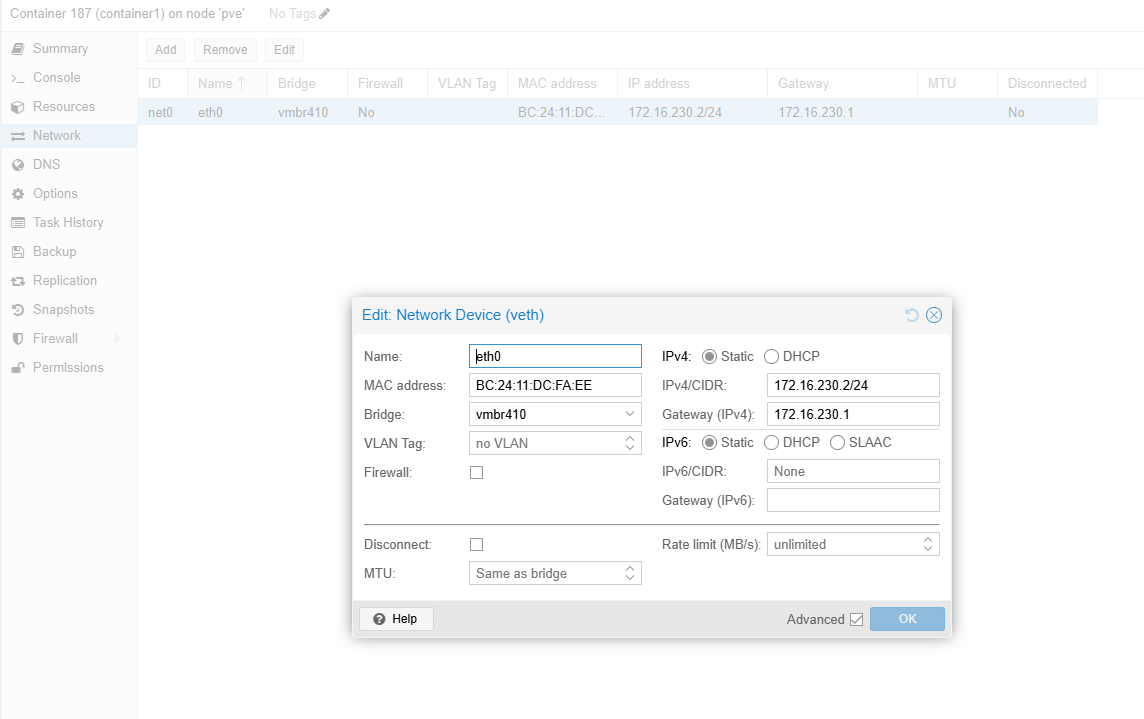 Container 187 (container1) on node 'pve' No Tags
Summary
Console
Resources
Network
DNS
Options
Task History
Backup
Replication
Snapshots
Firewall
Permissions
Add Remove Edit
ID Name Bridge Firewall VLAN Tag MAC address IP address Gateway MTU Disconnected
net0 eth0 vmbr410 No BC:24:11:DC... 172.16.230.2/24 172.16.230.1 No
Edit: Network Device (veth)
Name: eth0
MAC address: BC:24:11:DC:FA:EE
Bridge: vmbr410
VLAN Tag: no VLAN
Firewall:
IPv4: Static DHCP
IPv4/CIDR: 172.16.230.2/24
Gateway (IPv4): 172.16.230.1
IPv6: Static DHCP SLAAC
IPv6/CIDR: None
Gateway (IPv6):
Disconnect:
MTU: Same as bridge
Rate limit (MB/s): unlimited
Help Advanced OK